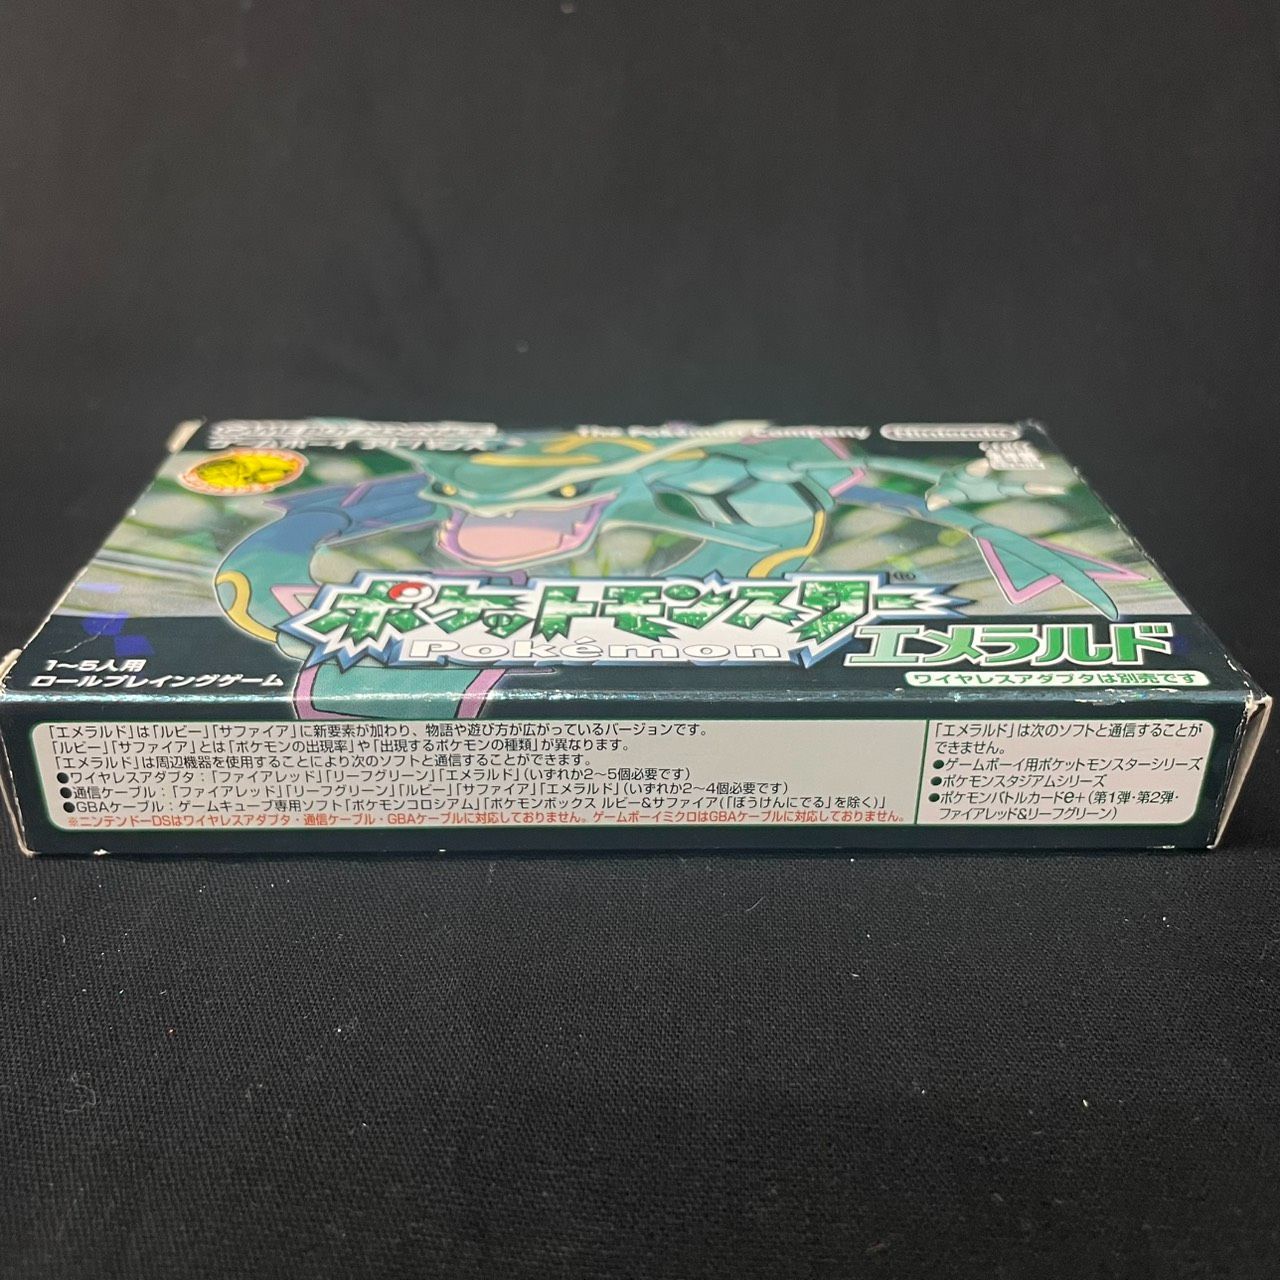 ゲームボーイアドバンス
The Pokémon Company
Nintendo
ポケットモンスター®
Pokémon
エメラルド
1〜5人用
ロールプレイングゲーム
ワイヤレスアダプタは別売です
「エメラルド」は「ルビー」「サファイア」に新要素が加わり、物語や遊び方が広がっているバージョンです。
「ルビー」「サファイア」とは「ポケモンの出現率」や「出現するポケモンの種類」が異なります。
「エメラルド」は周辺機器を使用することにより次のソフトと通信することができます。
●ワイヤレスアダプタ：「ファイアレッド」「リーフグリーン」「エメラルド」(いずれか2〜5個必要です)
●通信ケーブル：「ファイアレッド」「リーフグリーン」「ルビー」「サファイア」「エメラルド」(いずれか2〜4個必要です)
●GBAケーブル：ゲームキューブ専用ソフト「ポケモンコロシアム」「ポケモンボックス ルビー&サファイア(「ぼうけんにでる」を除く)」
※ニンテンドーDSはワイヤレスアダプタ・通信ケーブル・GBAケーブルに対応しておりません。ゲームボーイミクロはGBAケーブルに対応しておりません。
「エメラルド」は次のソフトと通信することが
できません。
●ゲームボーイ用ポケットモンスターシリーズ
●ポケモンスタジアムシリーズ
●ポケモンバトルカードe+(第1弾・第2弾・
ファイアレッド&リーフグリーン)